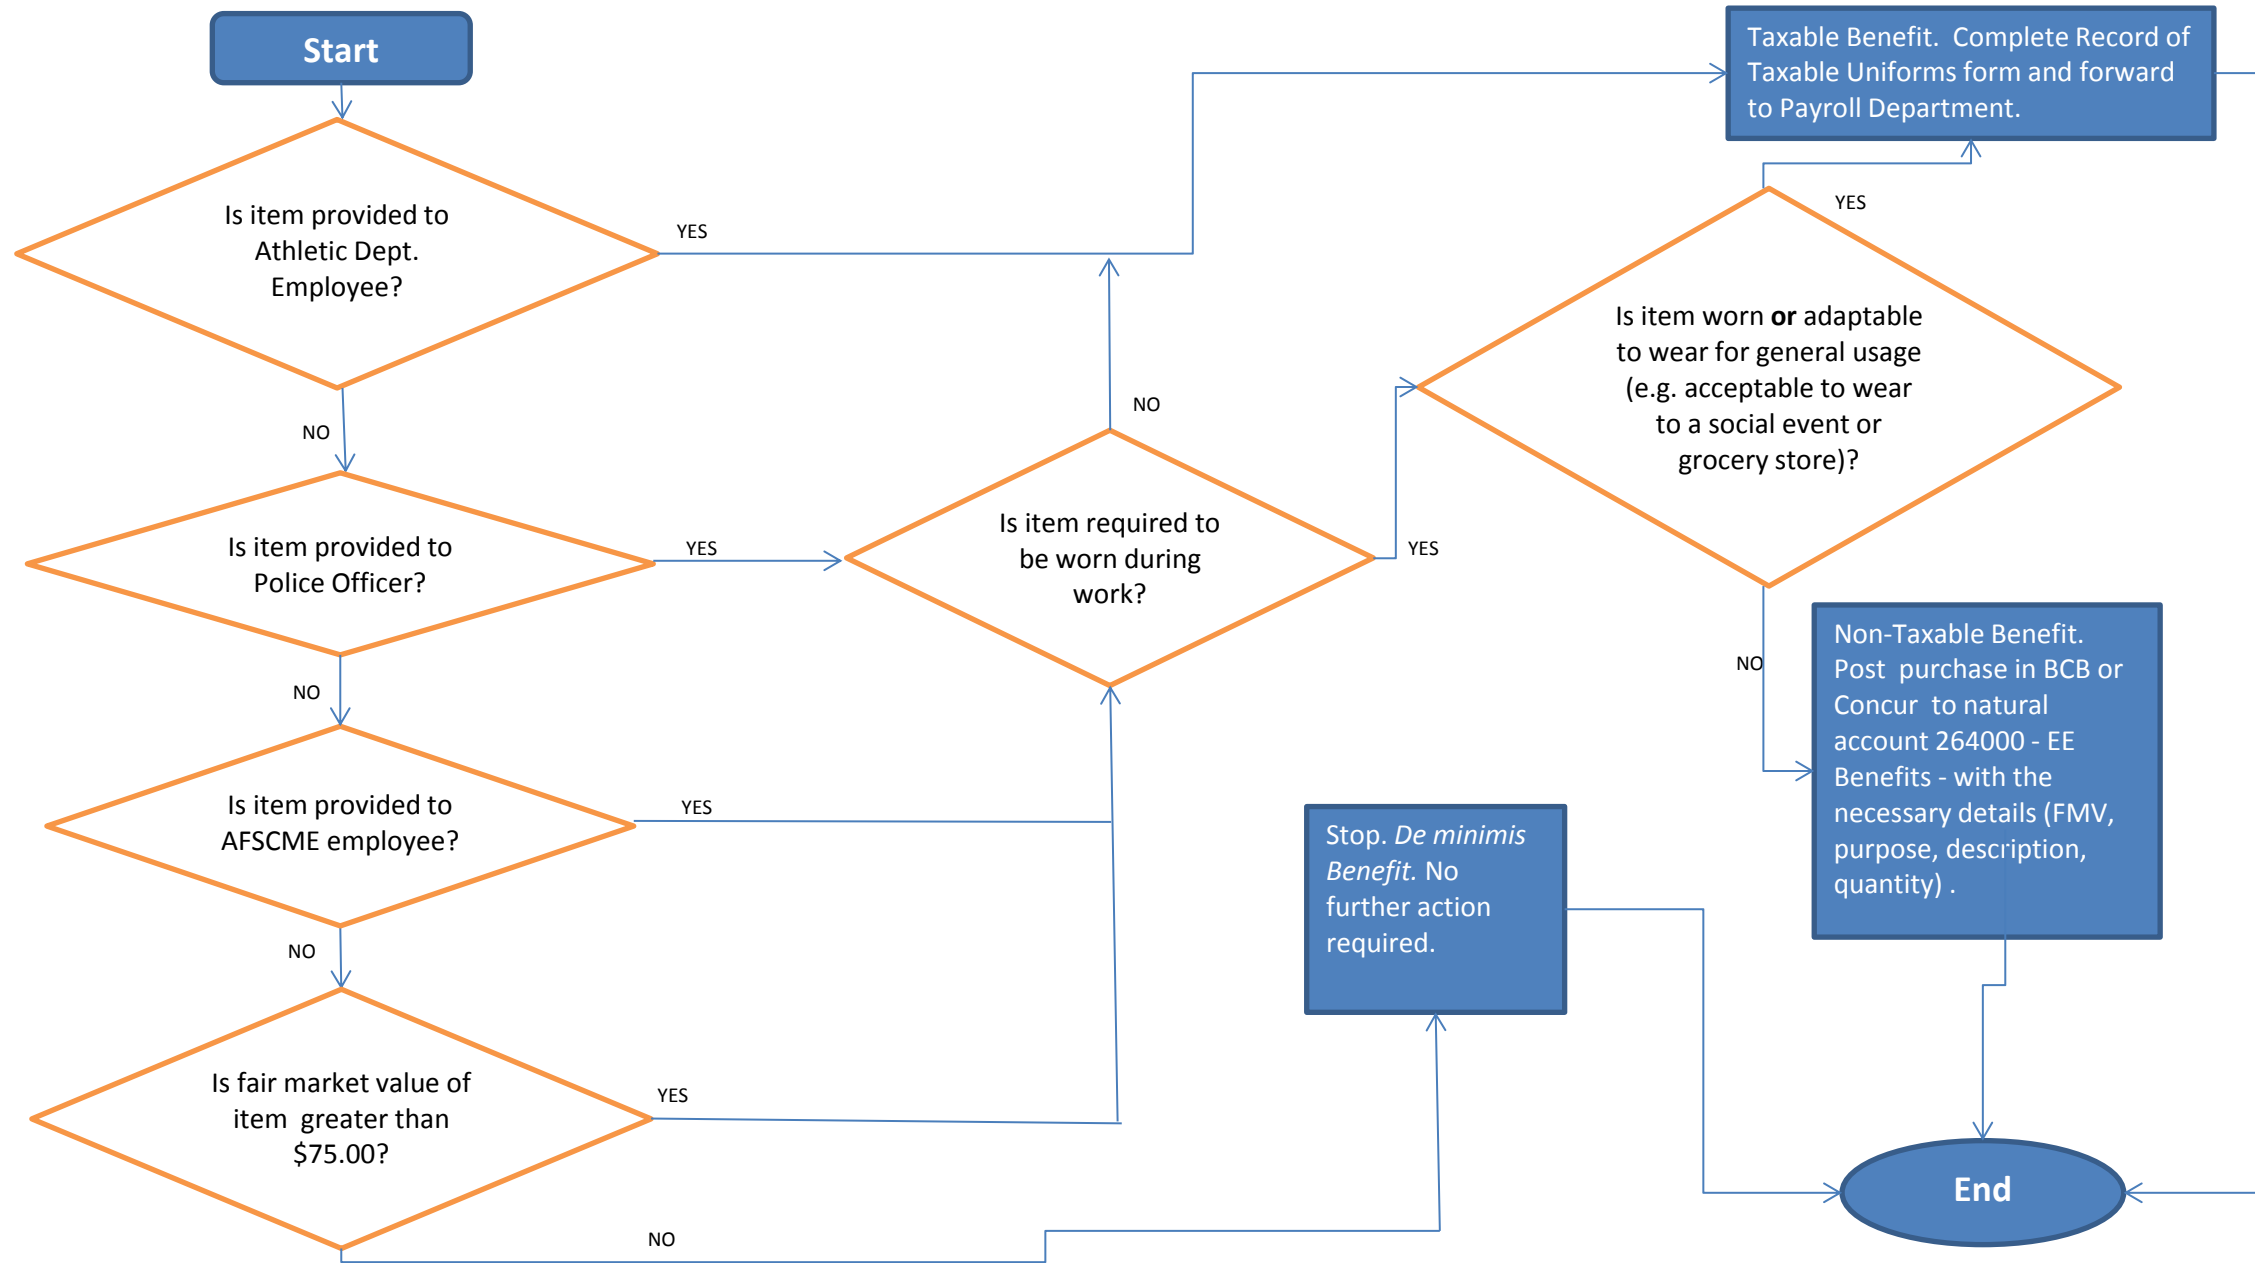 Start
Taxable Benefit.  Complete Record of
Taxable Uniforms form and forward
to Payroll Department.
Is item provided to
Athletic Dept.
Employee?
YES
YES
NO
Is item worn or adaptable
to wear for general usage
(e.g. acceptable to wear
to a social event or
grocery store)?
NO
Is item provided to
Police Officer?
YES
Is item required to
be worn during
work?
YES
NO
NO
Non-Taxable Benefit.
Post  purchase in BCB or
Concur  to natural
account 264000 - EE
Benefits - with the
necessary details (FMV,
purpose, description,
quantity) .
Is item provided to
AFSCME employee?
YES
Stop. De minimis
Benefit. No
further action
required.
NO
Is fair market value of
item  greater than
$75.00?
YES
NO
End